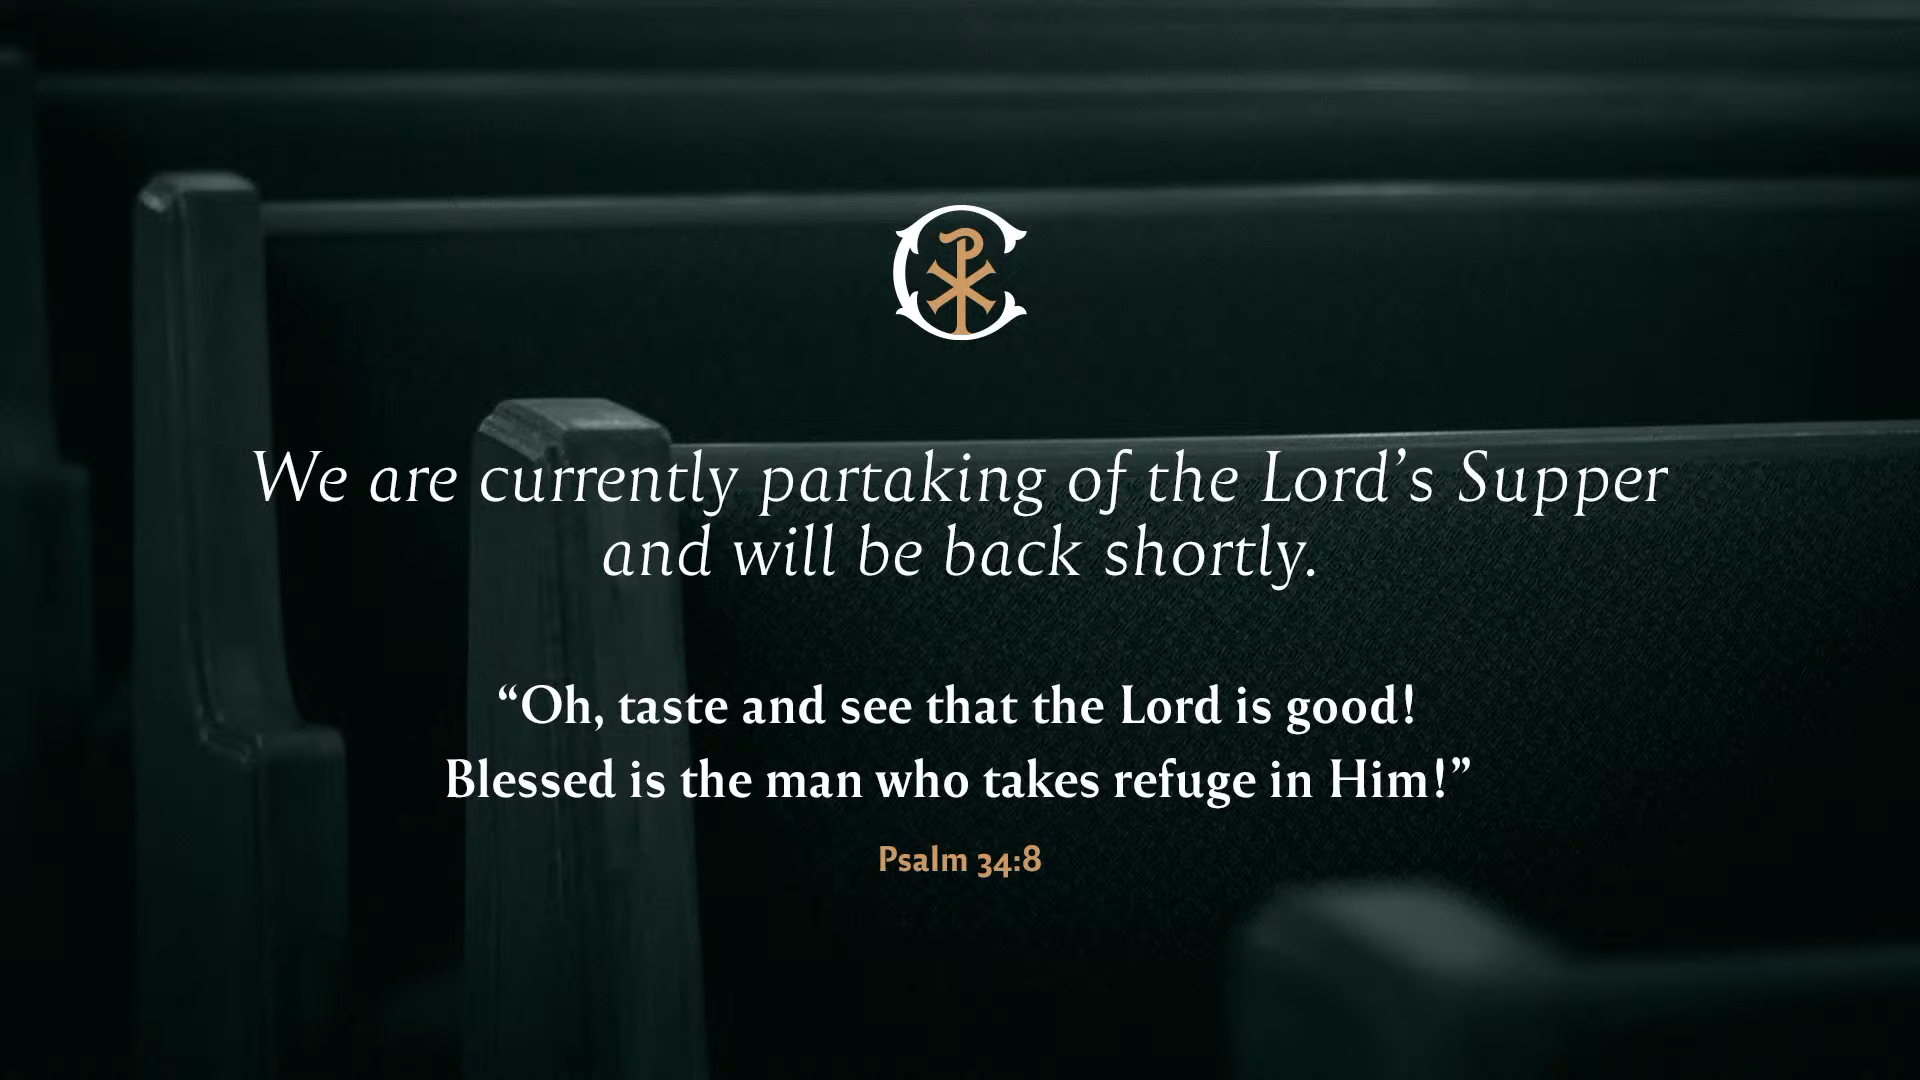 We are currently partaking of the Lord’s Supper
and will be back shortly.
“Oh, taste and see that the Lord is good!
Blessed is the man who takes refuge in Him!”
Psalm 34:8